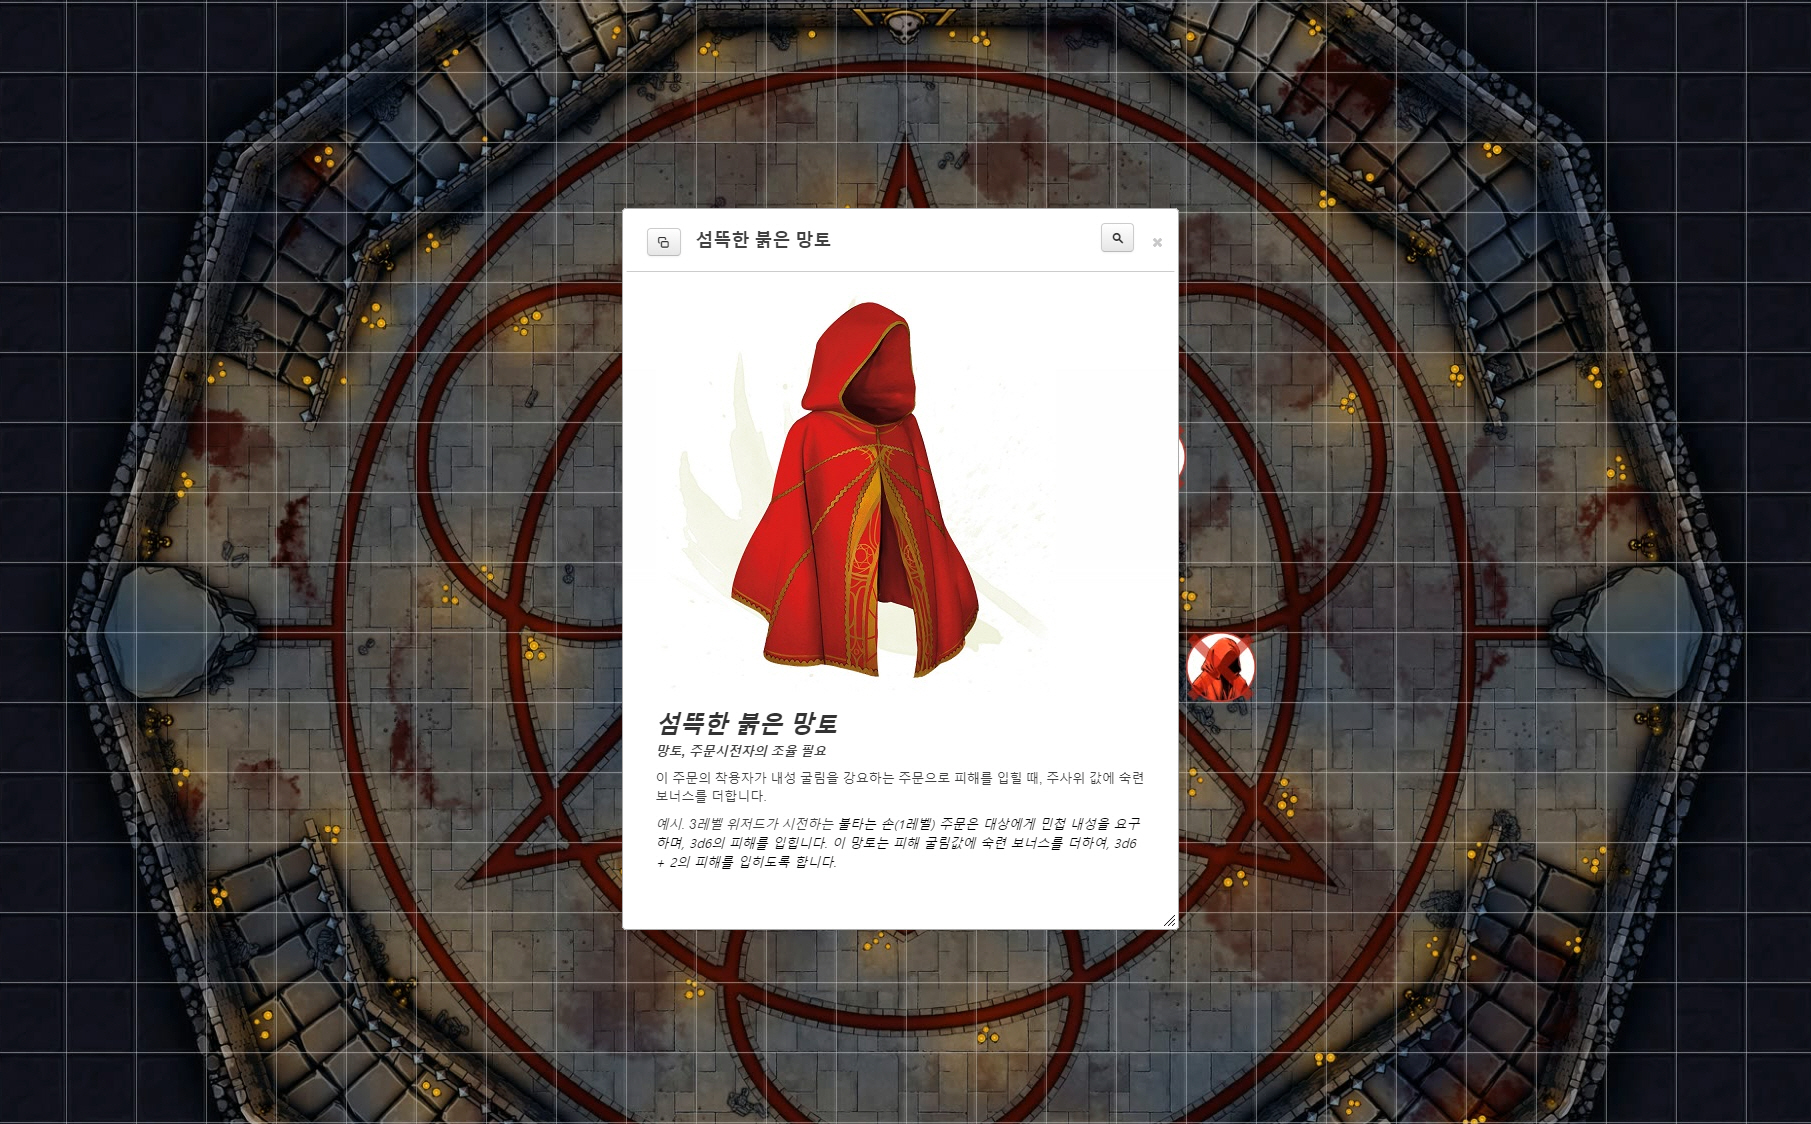 섬뜩한 붉은 망토
섬뜩한 붉은 망토
망토, 주문시전자의 조율 필요
이 주문의 착용자가 내성 굴림을 강요하는 주문으로 피해를 입힐 때, 주사위 값에 숙련
보너스를 더합니다.
예시. 3레벨 위저드가 시전하는 불타는 손(1레벨) 주문은 대상에게 민첩 내성을 요구
하며, 3d6의 피해를 입힙니다. 이 망토는 피해 굴림값에 숙련 보너스를 더하여, 3d6
+ 2의 피해를 입히도록 합니다.